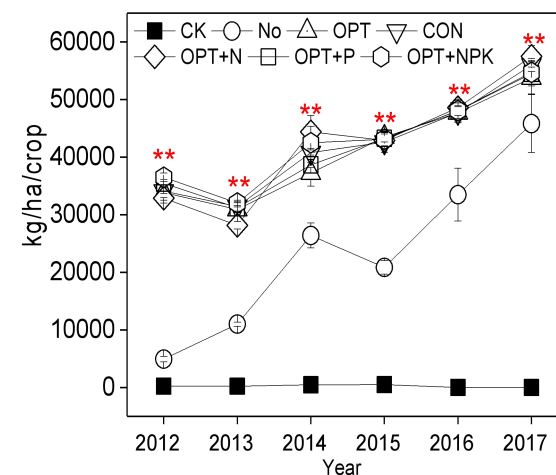 CK No OPT CON
OPT+N OPT+P OPT+NPK
60000
50000
40000
30000
20000
10000
0
kg/ha/crop
**
**
**
**
**
**
2012 2013 2014 2015 2016 2017
Year